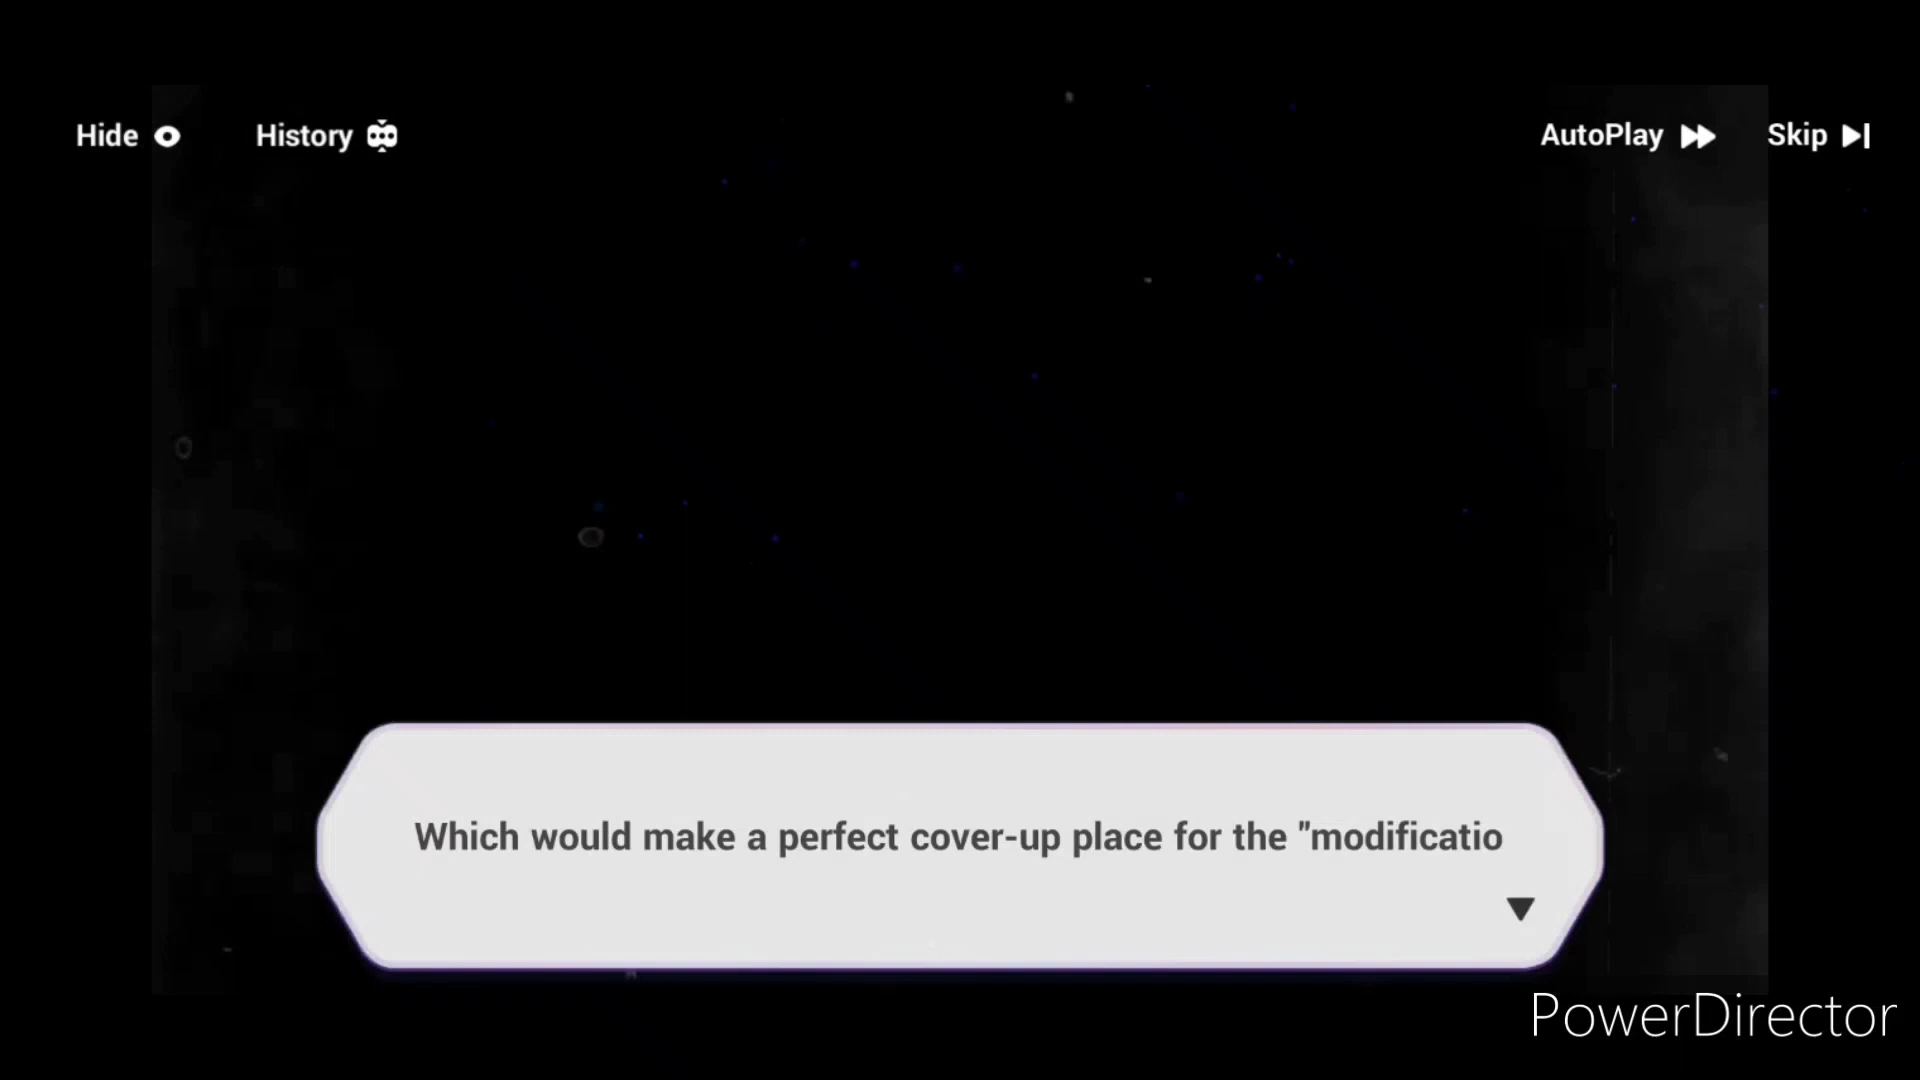 Hide
History
AutoPlay
Skip
Which would make a perfect cover-up place for the "modificatio
PowerDirector